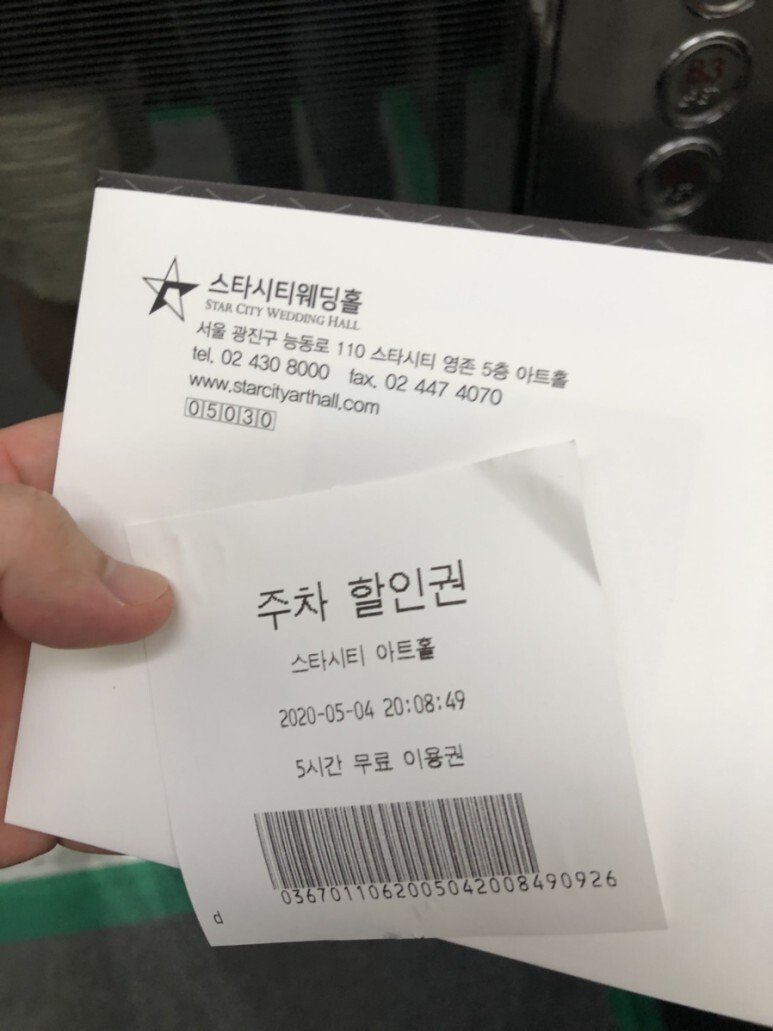 B3
스타시티웨딩홀
STAR CITY WEDDING HALL
서울 광진구 능동로 110 스타시티 영존 5층 아트홀
tel. 02 430 8000 fax. 02 447 4070
www.starcityarthall.com
05030
주차 할인권
스타시티 아트홀
2020-05-04 20:08:49
5시간 무료 이용권
0367011062005042008490926
d